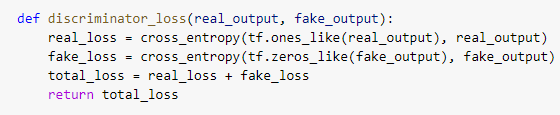 def discriminator_loss(real_output, fake_output):
    real_loss = cross_entropy(tf.ones_like(real_output), real_output)
    fake_loss = cross_entropy(tf.zeros_like(fake_output), fake_output)
    total_loss = real_loss + fake_loss
    return total_loss